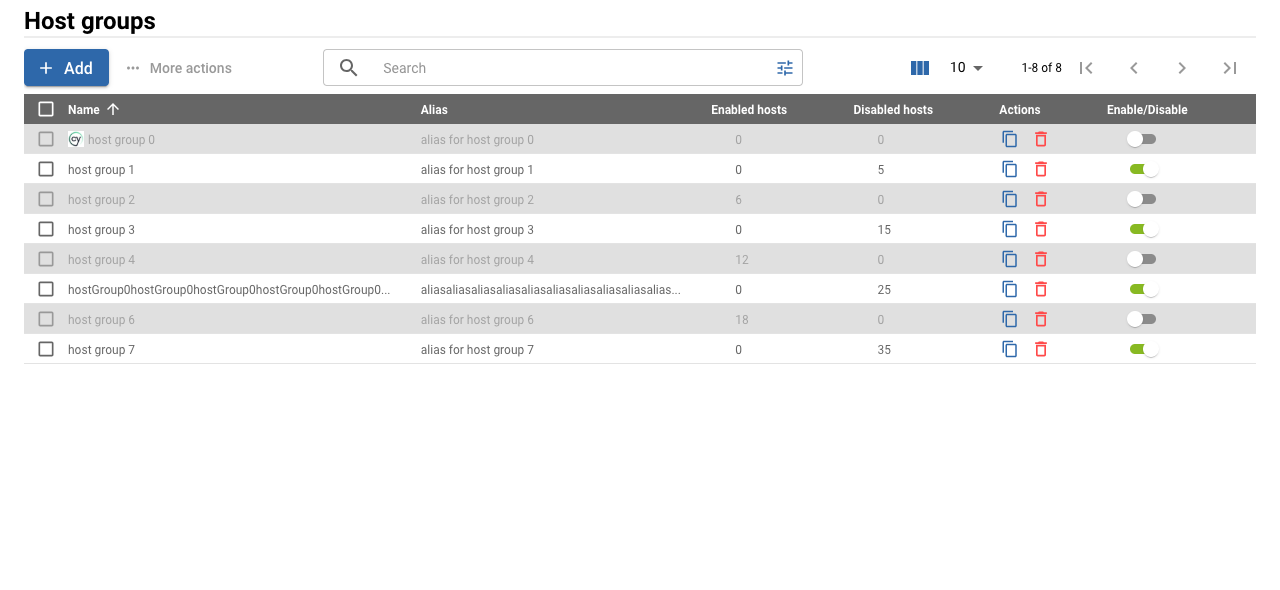 Host groups
Add More actions Search 10 1-8 of 8
Name Alias Enabled hosts Disabled hosts Actions Enable/Disable
cy host group 0 alias for host group 0 0 0
host group 1 alias for host group 1 0 5
host group 2 alias for host group 2 6 0
host group 3 alias for host group 3 0 15
host group 4 alias for host group 4 12 0
hostGroup0hostGroup0hostGroup0hostGroup0hostGroup0... aliasaliasaliasaliasaliasaliasaliasaliasaliasalias... 0 25
host group 6 alias for host group 6 18 0
host group 7 alias for host group 7 0 35